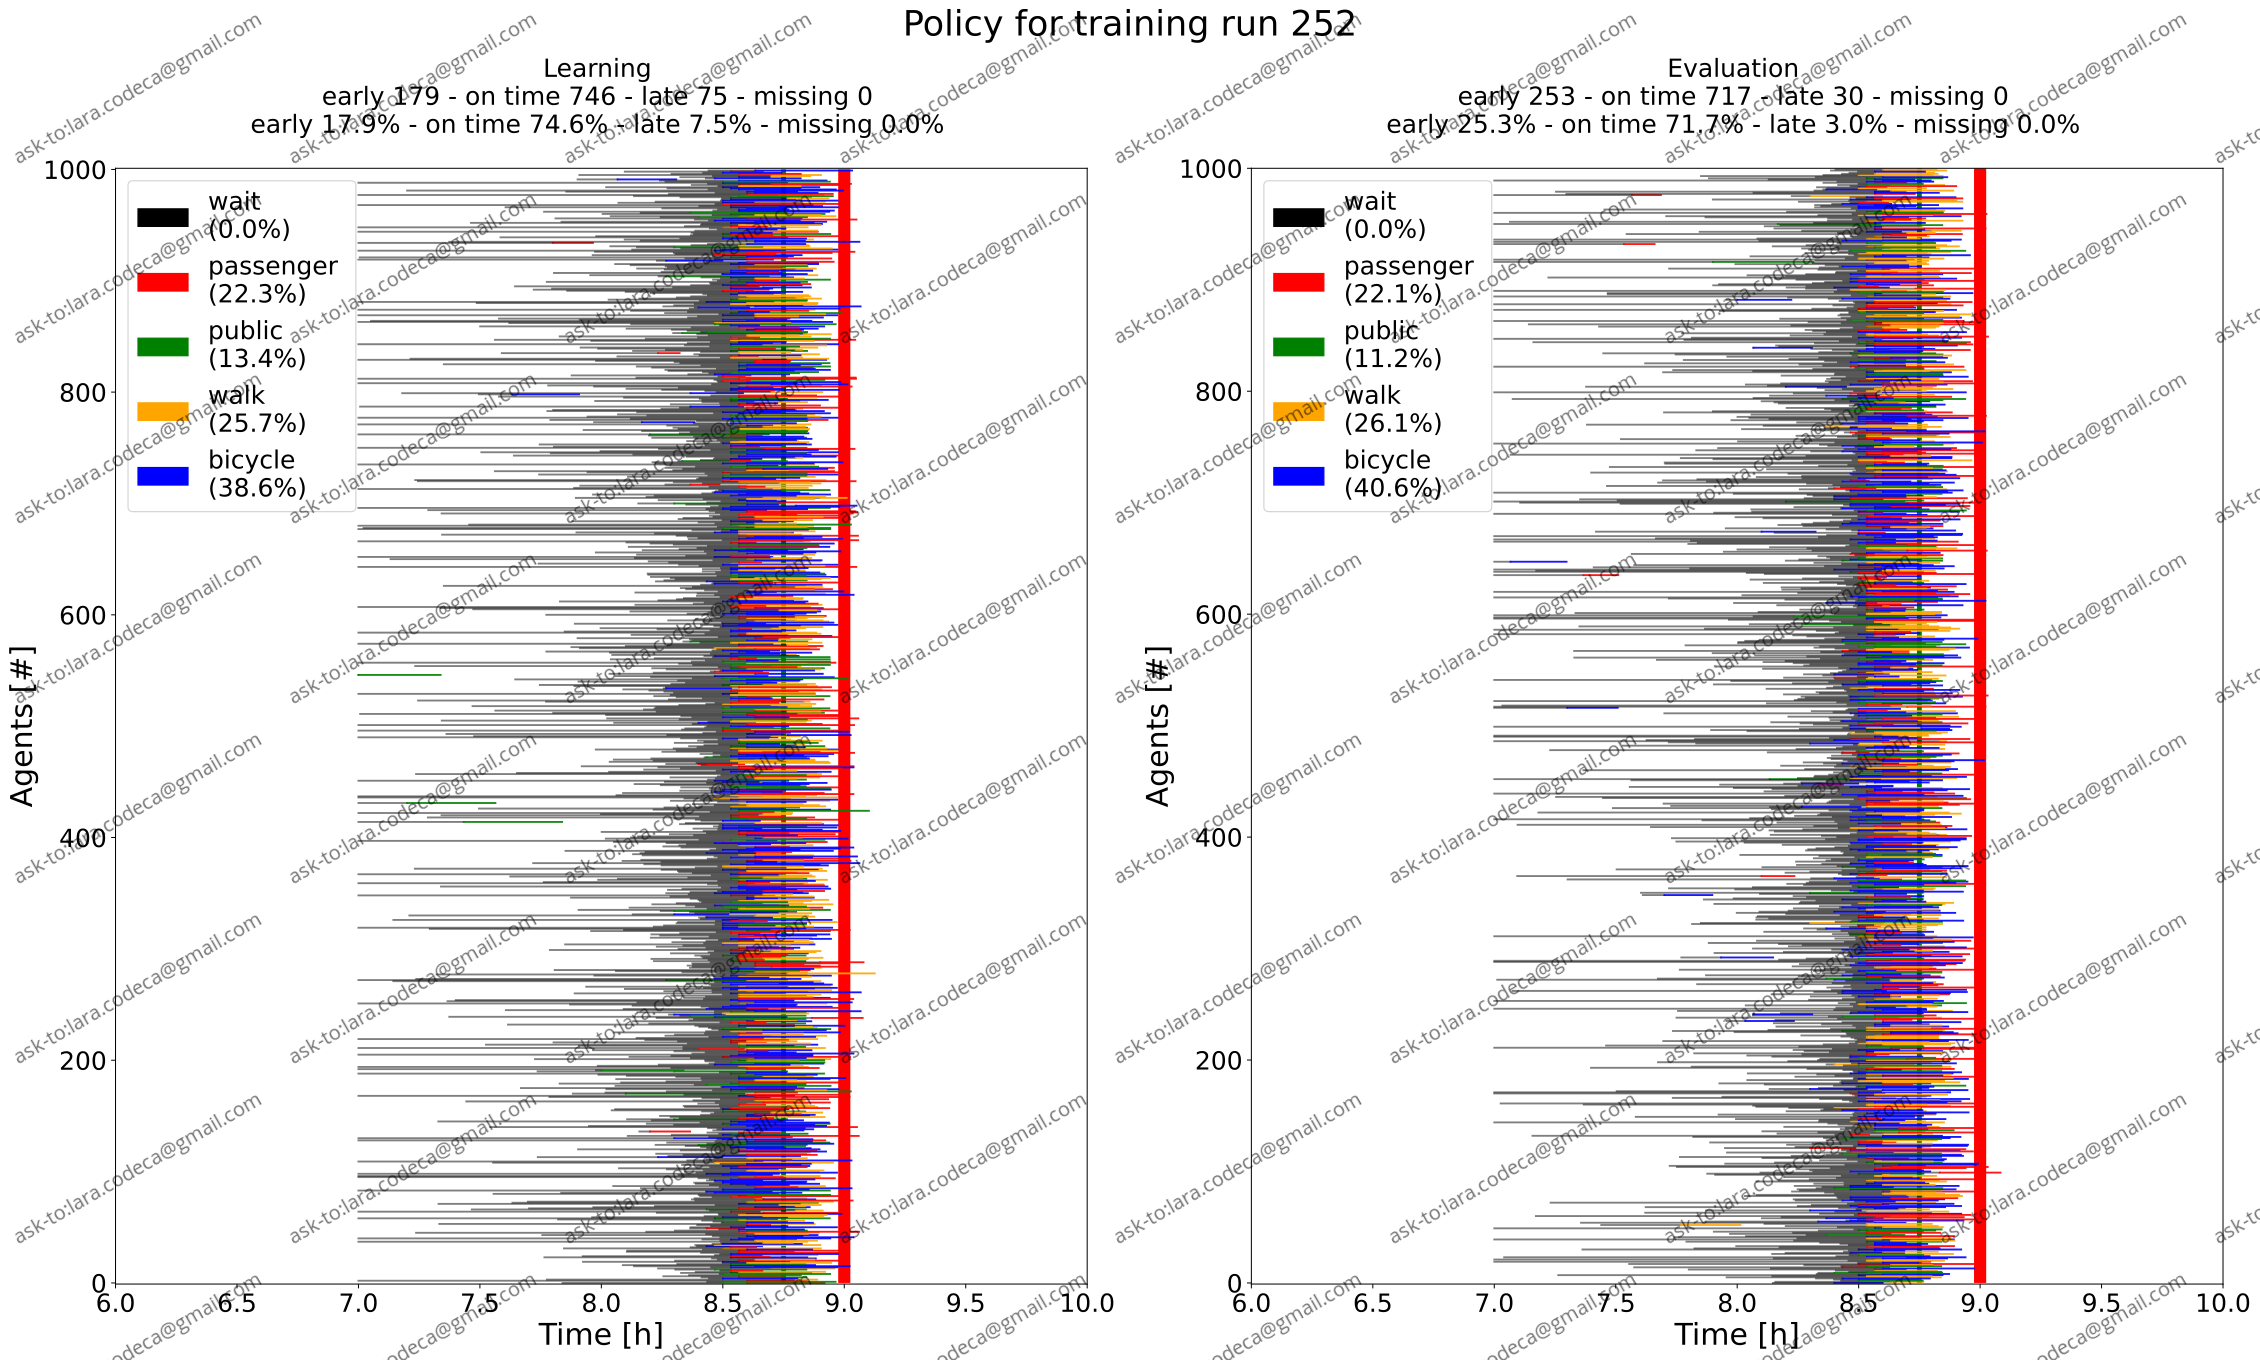 Policy for training run 252
Learning
early 179 - on time 746 - late 75 - missing 0
early 17.9% - on time 74.6% - late 7.5% - missing 0.0%
1000
800
600
400
200
0
Agents [#]
wait
(0.0%)
passenger
(22.3%)
public
(13.4%)
walk
(25.7%)
bicycle
(38.6%)
6.0 6.5 7.0 7.5 8.0 8.5 9.0 9.5 10.0
Time [h]
Evaluation
early 253 - on time 717 - late 30 - missing 0
early 25.3% - on time 71.7% - late 3.0% - missing 0.0%
1000
800
600
400
200
0
Agents [#]
wait
(0.0%)
passenger
(22.1%)
public
(11.2%)
walk
(26.1%)
bicycle
(40.6%)
6.0 6.5 7.0 7.5 8.0 8.5 9.0 9.5 10.0
Time [h]
ask-to:lara.codeca@gmail.com